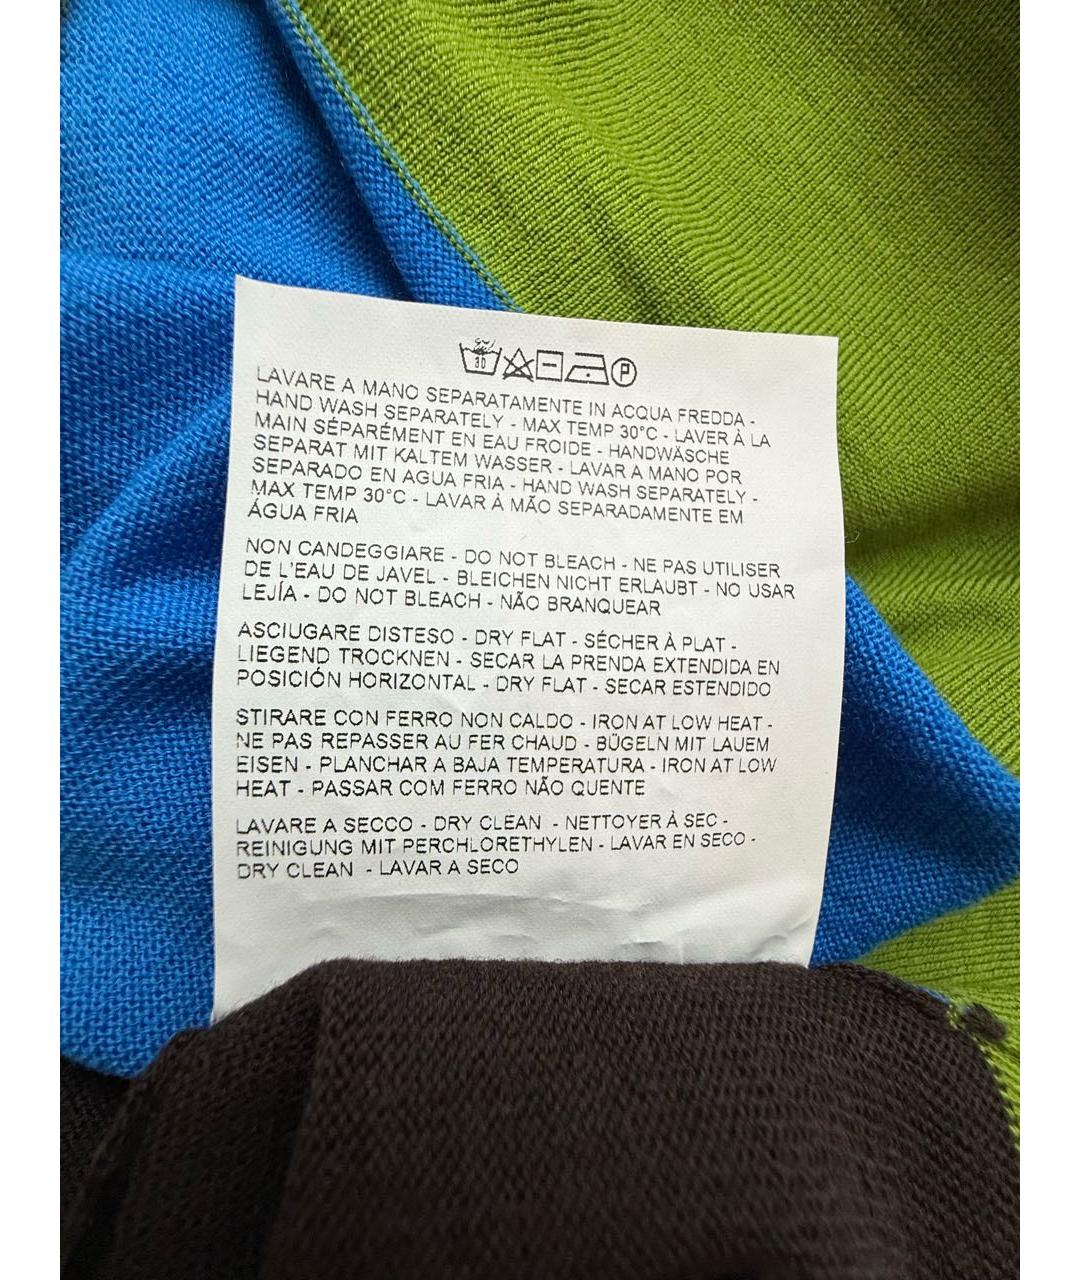 30 P
LAVARE A MANO SEPARATAMENTE IN ACQUA FREDDA -
HAND WASH SEPARATELY - MAX TEMP 30°C - LAVER À LA
MAIN SÉPARÉMENT EN EAU FROIDE - HANDWÄSCHE
SEPARAT MIT KALTEM WASSER - LAVAR A MANO POR
SEPARADO EN AGUA FRIA - HAND WASH SEPARATELY -
MAX TEMP 30°C - LAVAR À MÃO SEPARADAMENTE EM
ÁGUA FRIA
NON CANDEGGIARE - DO NOT BLEACH - NE PAS UTILISER
DE L'EAU DE JAVEL - BLEICHEN NICHT ERLAUBT - NO USAR
LEJÍA - DO NOT BLEACH - NÃO BRANQUEAR
ASCIUGARE DISTESO - DRY FLAT - SÉCHER À PLAT -
LIEGEND TROCKNEN - SECAR LA PRENDA EXTENDIDA EN
POSICIÓN HORIZONTAL - DRY FLAT - SECAR ESTENDIDO
STIRARE CON FERRO NON CALDO - IRON AT LOW HEAT -
NE PAS REPASSER AU FER CHAUD - BÜGELN MIT LAUEM
EISEN - PLANCHAR A BAJA TEMPERATURA - IRON AT LOW
HEAT - PASSAR COM FERRO NÃO QUENTE
LAVARE A SECCO - DRY CLEAN - NETTOYER À SEC -
REINIGUNG MIT PERCHLORETHYLEN - LAVAR EN SECO -
DRY CLEAN - LAVAR A SECO